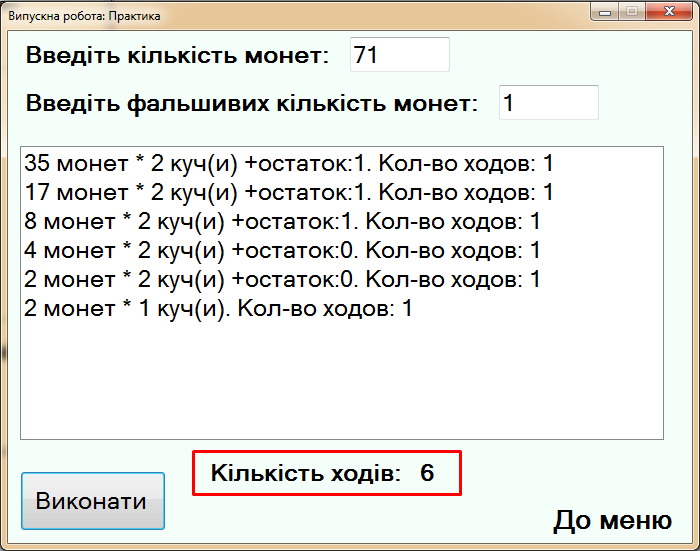 Випускна робота: Практика
Введіть кількість монет: 71
Введіть фальшивих кількість монет: 1
35 монет * 2 куч(и) +остаток:1. Кол-во ходов: 1
17 монет * 2 куч(и) +остаток:1. Кол-во ходов: 1
8 монет * 2 куч(и) +остаток:1. Кол-во ходов: 1
4 монет * 2 куч(и) +остаток:0. Кол-во ходов: 1
2 монет * 2 куч(и) +остаток:0. Кол-во ходов: 1
2 монет * 1 куч(и). Кол-во ходов: 1
Кількість ходів: 6
Виконати
До меню